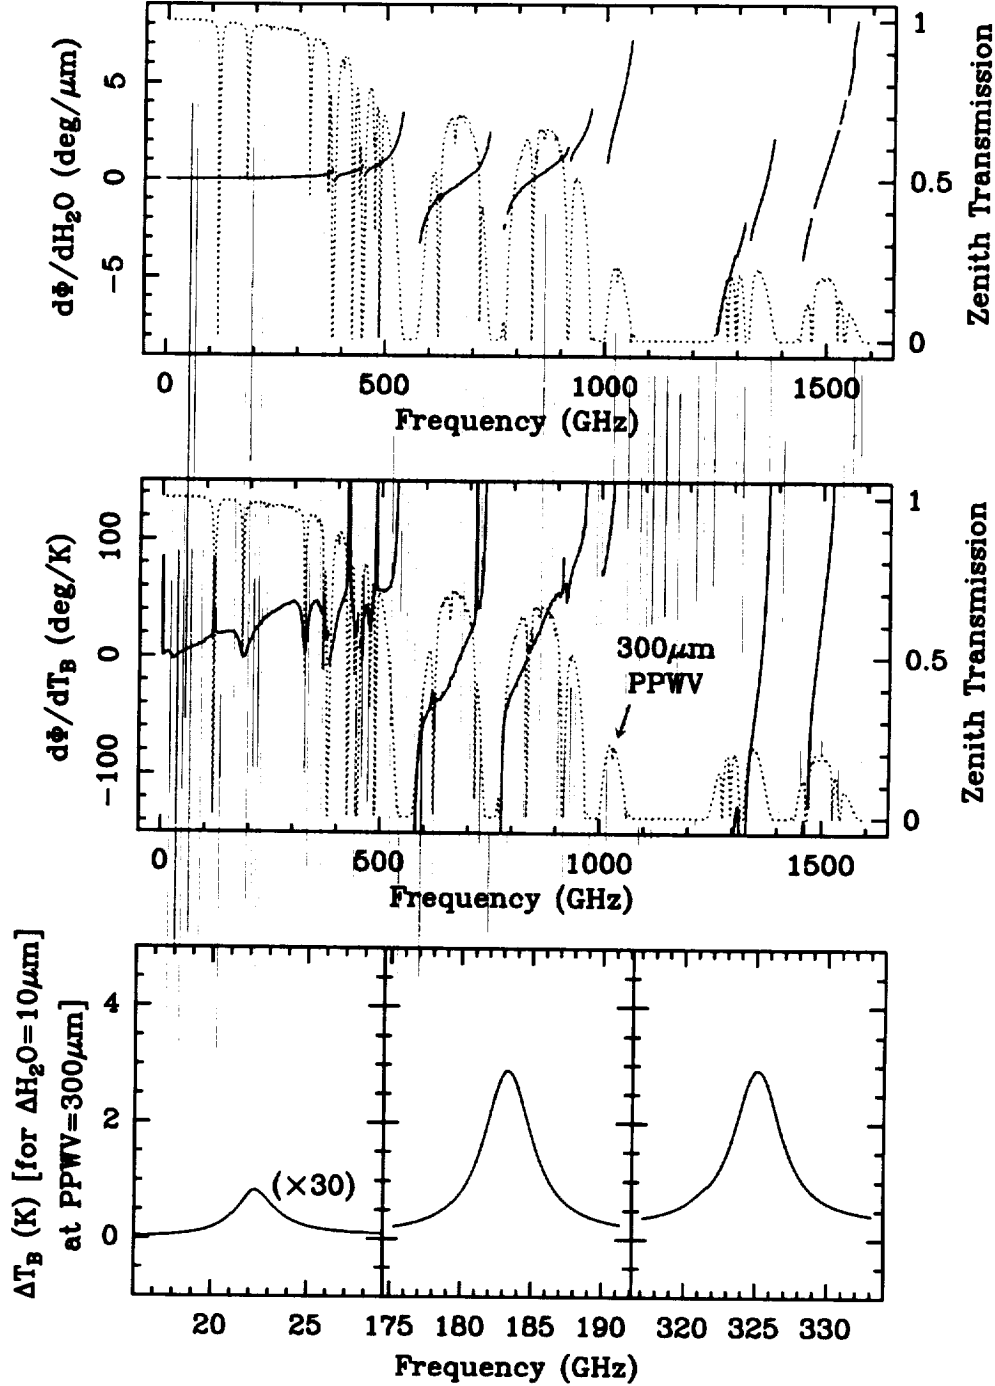 dΦ/dH₂O (deg/μm)
5
0
−5
1
0.5
0
Zenith Transmission
0 500 1000 1500
Frequency (GHz)
dΦ/dT_B (deg/K)
100
0
−100
300μm
PPWV
1
0.5
0
Zenith Transmission
0 500 1000 1500
Frequency (GHz)
ΔT_B (K) [for ΔH₂O=10μm]
at PPWV=300μm]
4
2
0
(×30)
20 25 175 180 185 190 320 325 330
Frequency (GHz)